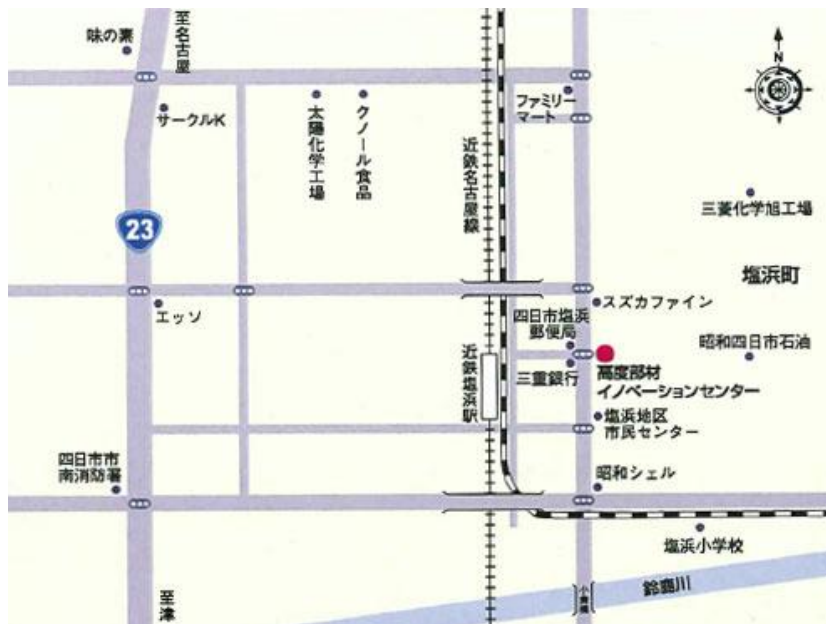 至名古屋
味の素
サークルK
太陽化学工場
クノール食品
近鉄名古屋線
ファミリー
マート
N
三菱化学旭工場
23
塩浜町
エッソ
スズカファイン
四日市塩浜
郵便局
昭和四日市石油
三重銀行
高度部材
イノベーションセンター
近鉄塩浜駅
塩浜地区
市民センター
四日市市
南消防署
昭和シェル
塩浜小学校
鈴鹿川
至津